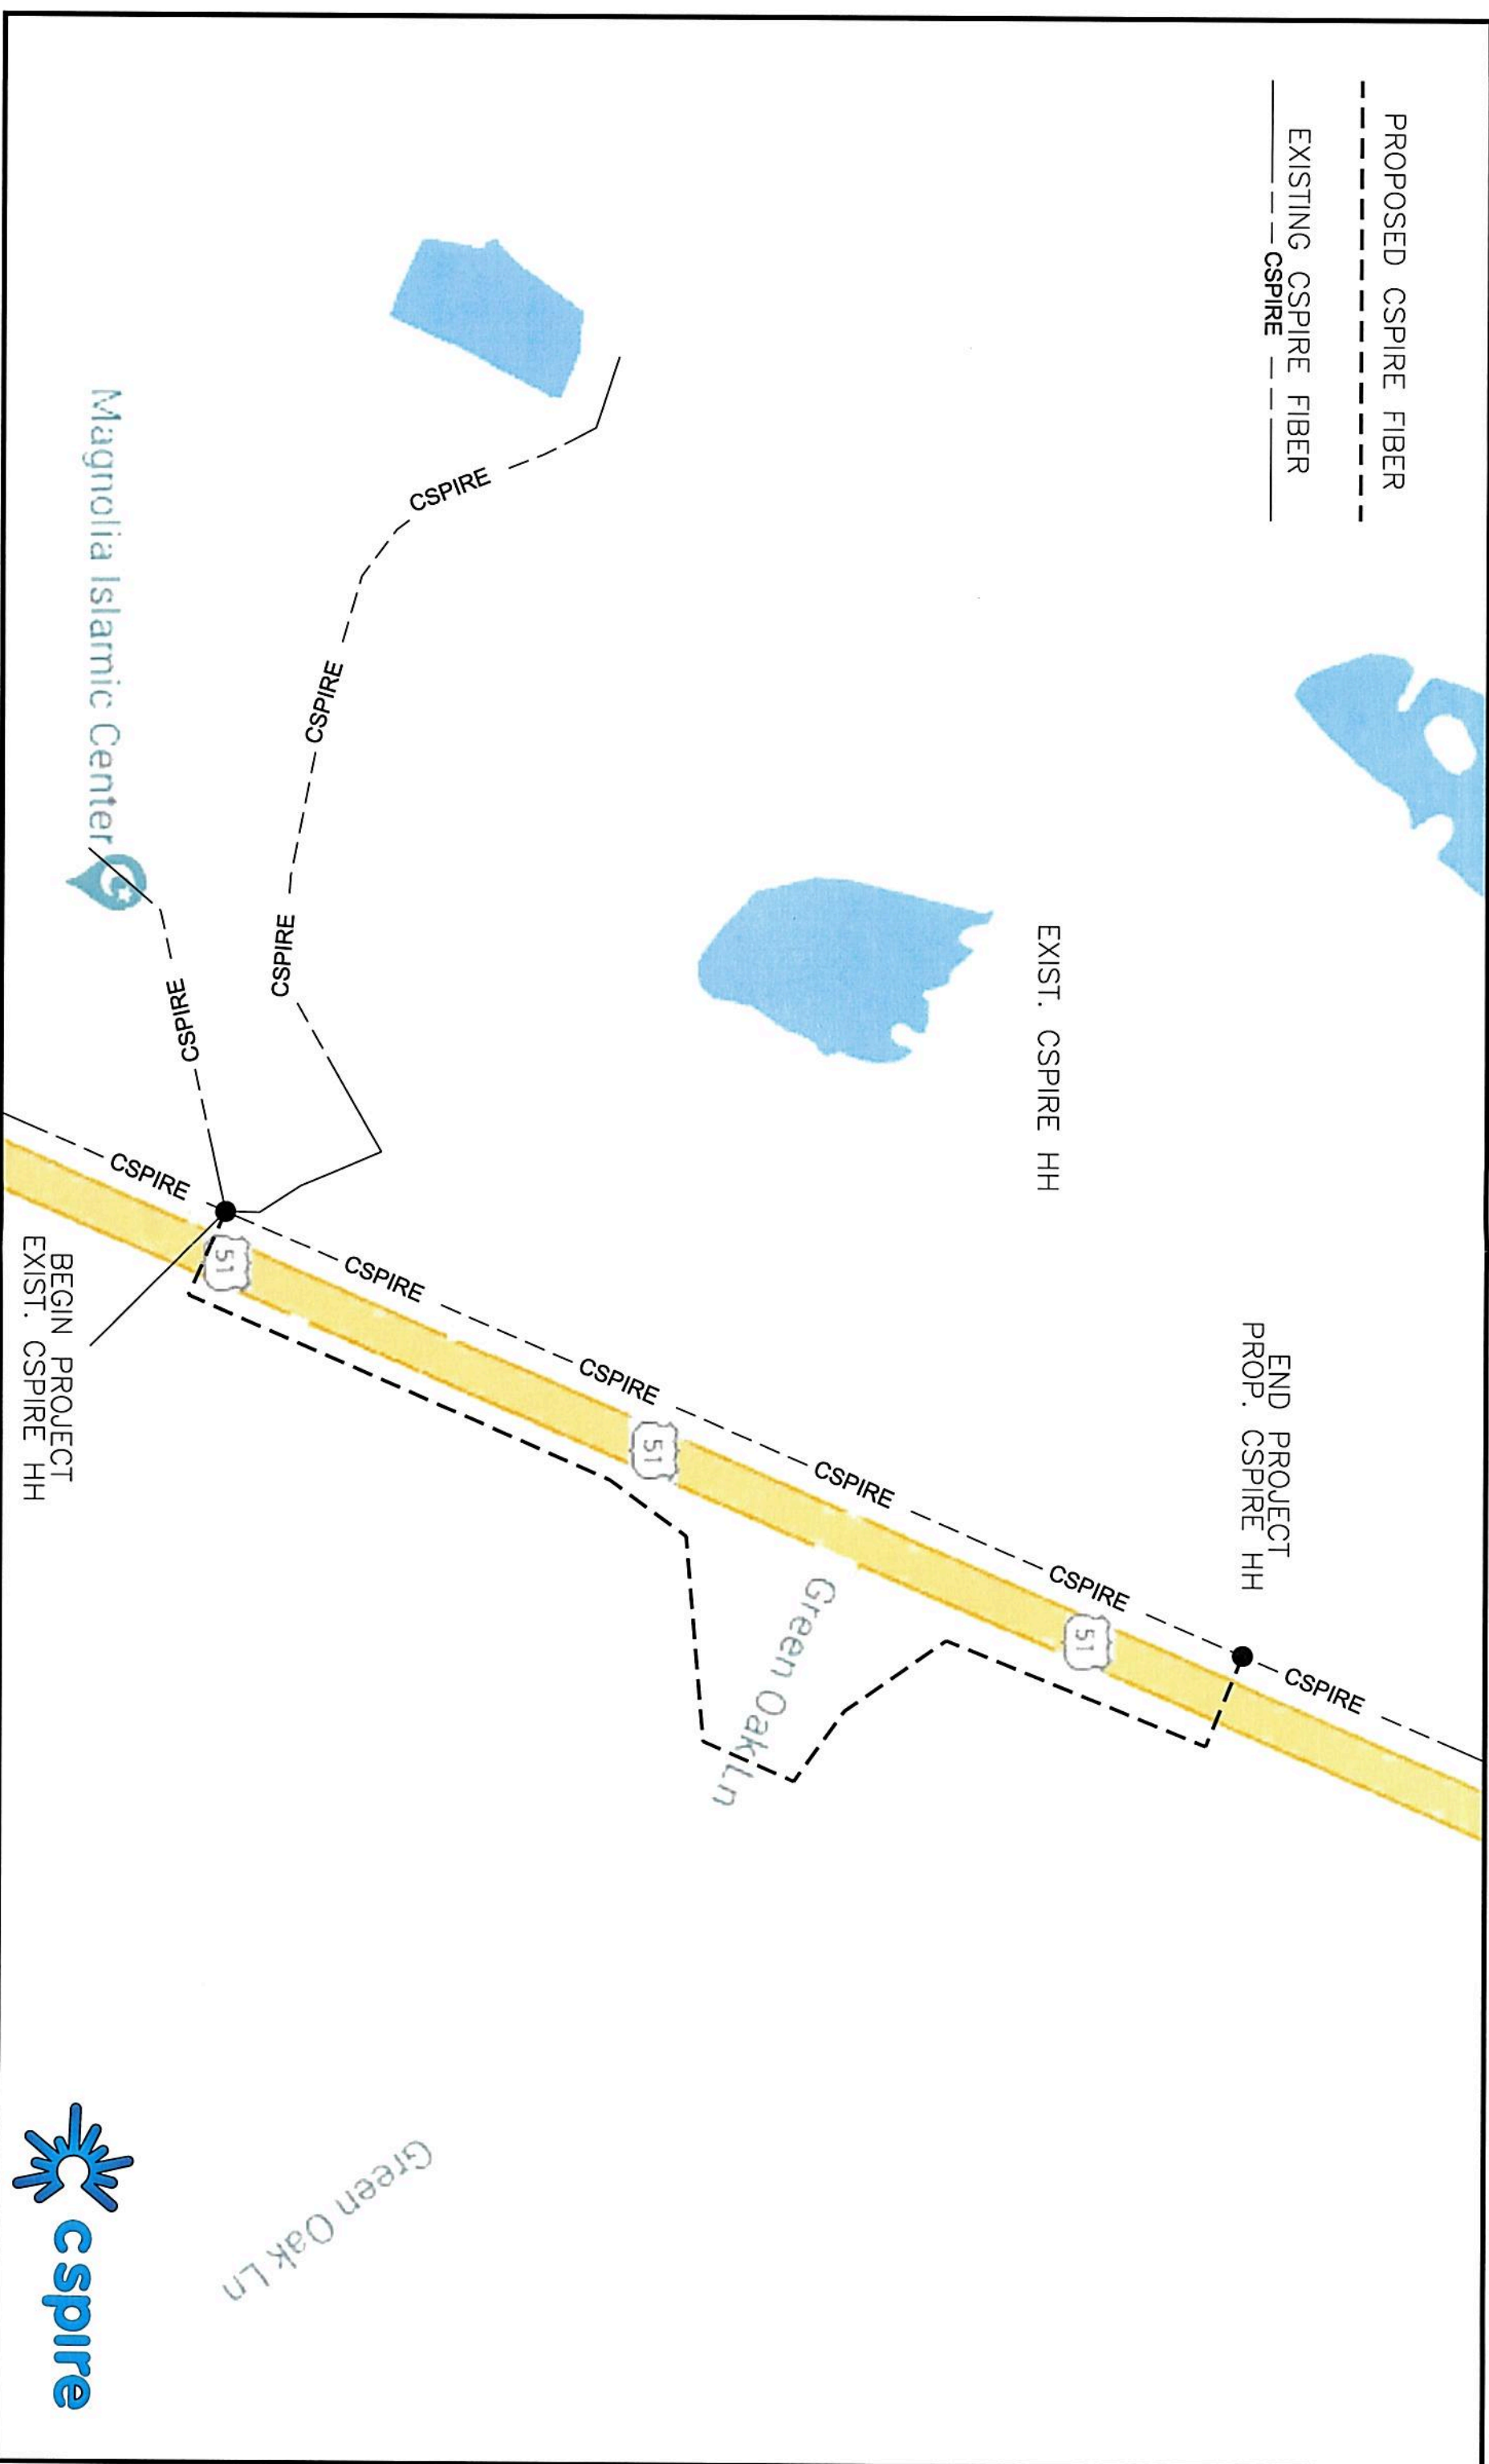 PROPOSED CSPIRE FIBER
EXISTING CSPIRE FIBER
CSPIRE
EXIST. CSPIRE HH
END PROJECT
PROP. CSPIRE HH
CSPIRE
CSPIRE
CSPIRE
CSPIRE
Magnolia Islamic Center
CSPIRE
CSPIRE
CSPIRE
CSPIRE
CSPIRE
CSPIRE
51
51
51
Green Oak Ln
Green Oak Ln
BEGIN PROJECT
EXIST. CSPIRE HH
c spire